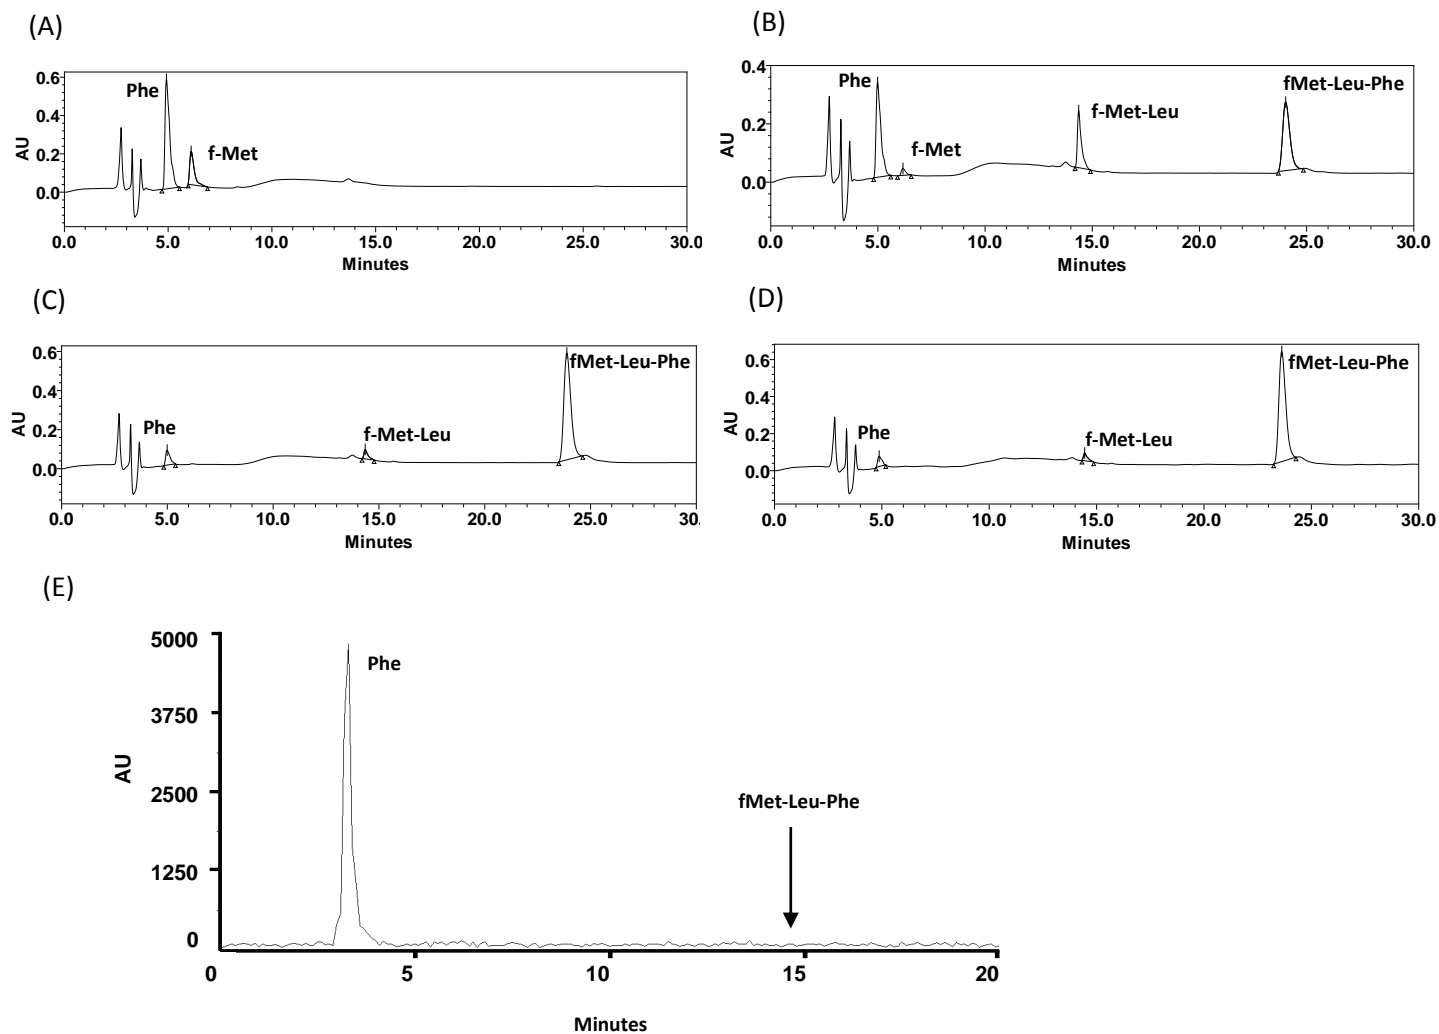 (A)
0.6
0.4
0.2
0.0
AU
Phe
f-Met
0.0 5.0 10.0 15.0 20.0 25.0 30.0
Minutes
(B)
0.4
0.2
0.0
AU
Phe
f-Met
f-Met-Leu
fMet-Leu-Phe
0.0 5.0 10.0 15.0 20.0 25.0 30.0
Minutes
(C)
0.6
0.4
0.2
0.0
AU
Phe
f-Met-Leu
fMet-Leu-Phe
0.0 5.0 10.0 15.0 20.0 25.0 30.
Minutes
(D)
0.6
0.4
0.2
0.0
AU
Phe
f-Met-Leu
fMet-Leu-Phe
0.0 5.0 10.0 15.0 20.0 25.0 30.0
Minutes
(E)
5000
3750
2500
1250
0
AU
Phe
fMet-Leu-Phe
0 5 10 15 20
Minutes